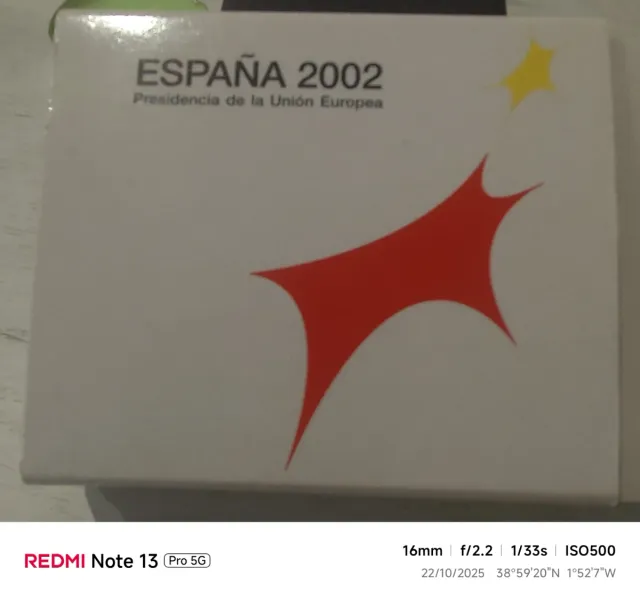 ESPAÑA 2002
Presidencia de la Unión Europea
REDMI Note 13 Pro 5G
16mm | f/2.2 | 1/33s | ISO500
22/10/2025 38°59'20"N 1°52'7"W